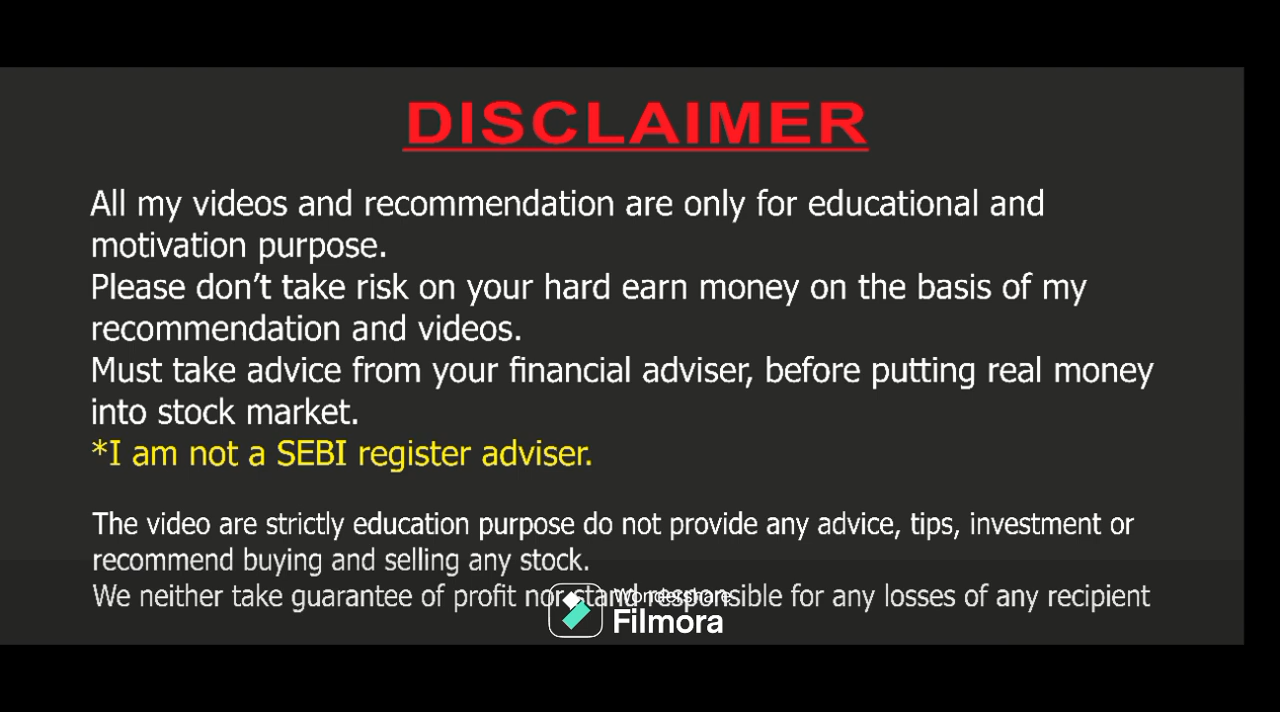 DISCLAIMER
All my videos and recommendation are only for educational and
motivation purpose.
Please don’t take risk on your hard earn money on the basis of my
recommendation and videos.
Must take advice from your financial adviser, before putting real money
into stock market.
*I am not a SEBI register adviser.
The video are strictly education purpose do not provide any advice, tips, investment or
recommend buying and selling any stock.
We neither take guarantee of profit nor stand responsible for any losses of any recipient
Wondershare
Filmora